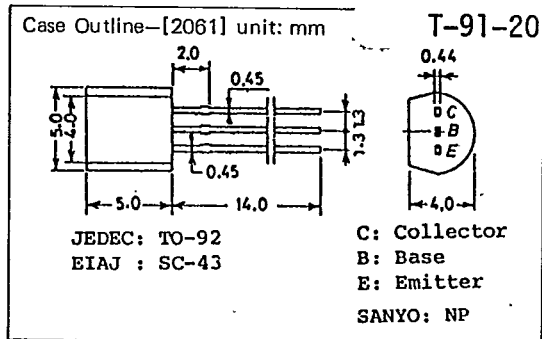 Case Outline—[2061] unit: mm
T-91-20
2.0
0.44
0.45
5.0
4.0
C
B
E
1.3
1.3
0.45
5.0
14.0
4.0
JEDEC: TO-92
EIAJ : SC-43
C: Collector
B: Base
E: Emitter
SANYO: NP